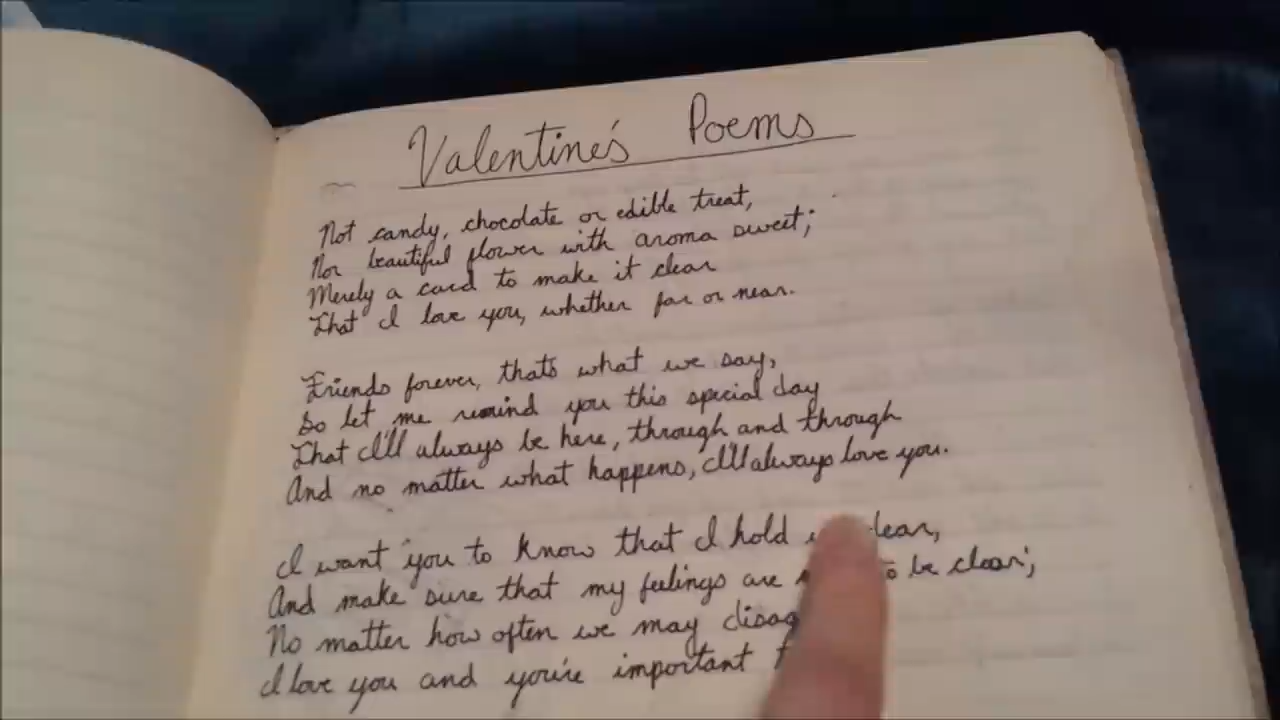 Valentine's Poems
Not candy, chocolate or edible treat,
Nor beautiful flower with aroma sweet;
Merely a card to make it clear
That I love you, whether far or near.
Friends forever, thats what we say,
So let me remind you this special day
That I'll always be here, through and through
And no matter what happens, I'll always love you.
I want you to know that I hold dear,
And make sure that my feelings are to be clear;
No matter how often we may
I love you and you're important